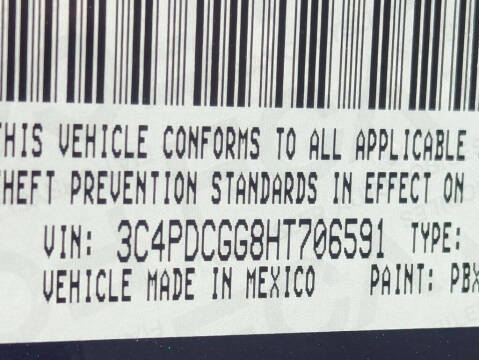 THIS VEHICLE CONFORMS TO ALL APPLICABLE
THEFT PREVENTION STANDARDS IN EFFECT ON
VIN: 3C4PDCGG8HT706591 TYPE:
VEHICLE MADE IN MEXICO PAINT: PBX